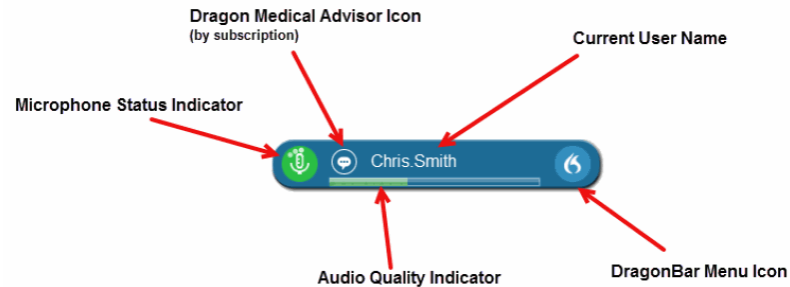 Dragon Medical Advisor Icon
(by subscription)
Current User Name
Microphone Status Indicator
Chris.Smith
Audio Quality Indicator
DragonBar Menu Icon